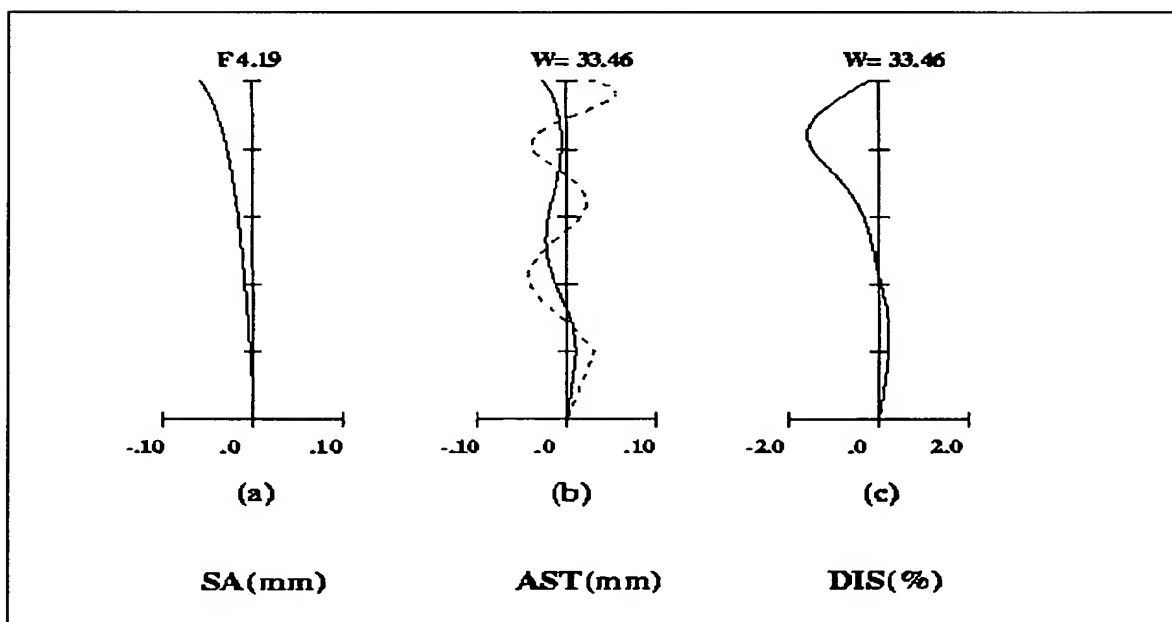 F 4.19 W= 33.46 W= 33.46
-.10 .0 .10 -.10 .0 .10 -2.0 .0 2.0
(a) (b) (c)
SA(mm) AST(mm) DIS(%)